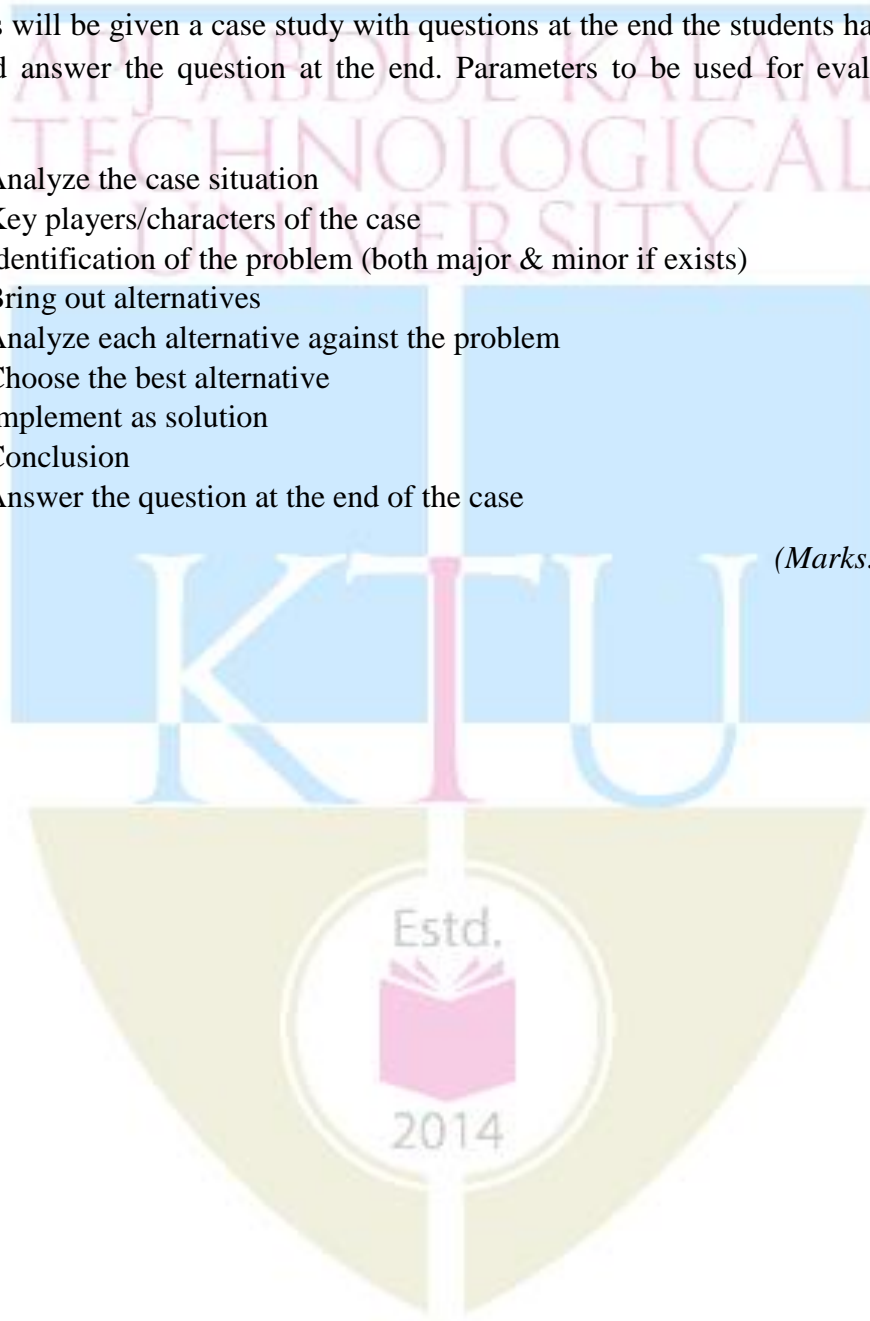 s will be given a case study with questions at the end the students ha
d answer the question at the end. Parameters to be used for eval
API ABDUL KALAM
TECHNOLOGICAL
UNIVERSITY
Analyze the case situation
Key players/characters of the case
dentification of the problem (both major & minor if exists)
Bring out alternatives
Analyze each alternative against the problem
Choose the best alternative
mplement as solution
Conclusion
Answer the question at the end of the case
(Marks.
KTU
Estd.
2014